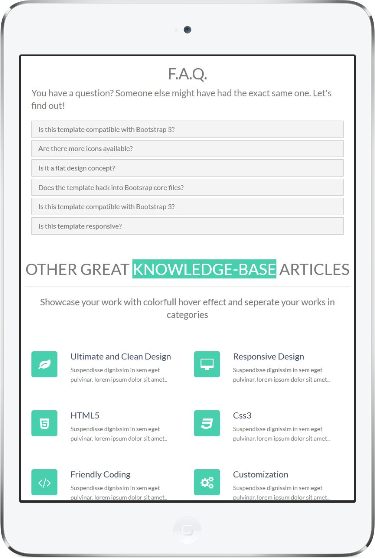 F.A.Q.
You have a question? Someone else might have had the exact same one. Let's
find out!
Is this template compatible with Bootstrap 3?
Are there more icons available?
Is it a flat design concept?
Does the template hack into Bootsrap core files?
Is this template compatible with Bootstrap 3?
Is this template responsive?
OTHER GREAT KNOWLEDGE-BASE ARTICLES
Showcase your work with colorfull hover effect and seperate your works in
categories
Ultimate and Clean Design
Suspendisse dignissim in sem eget
pulvinar. lorem ipsum dolor sit amet..
Responsive Design
Suspendisse dignissim in sem eget
pulvinar. lorem ipsum dolor sit amet..
HTML5
Suspendisse dignissim in sem eget
pulvinar. lorem ipsum dolor sit amet..
Css3
Suspendisse dignissim in sem eget
pulvinar. lorem ipsum dolor sit amet..
Friendly Coding
Suspendisse dignissim in sem eget
pulvinar. lorem ipsum dolor sit amet..
Customization
Suspendisse dignissim in sem eget
pulvinar. lorem ipsum dolor sit amet..